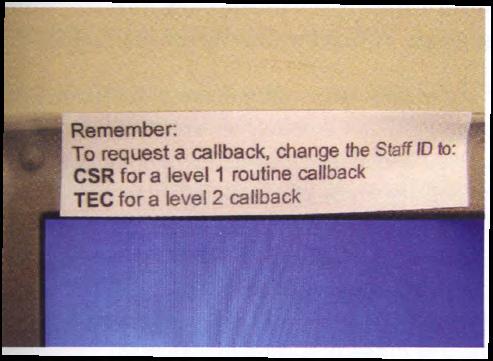 Remember:
To request a callback, change the Staff ID to:
CSR for a level 1 routine callback
TEC for a level 2 callback